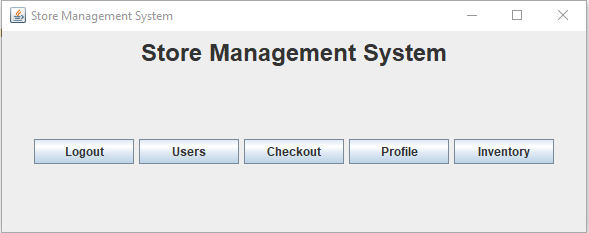 Store Management System
Store Management System
Logout Users Checkout Profile Inventory